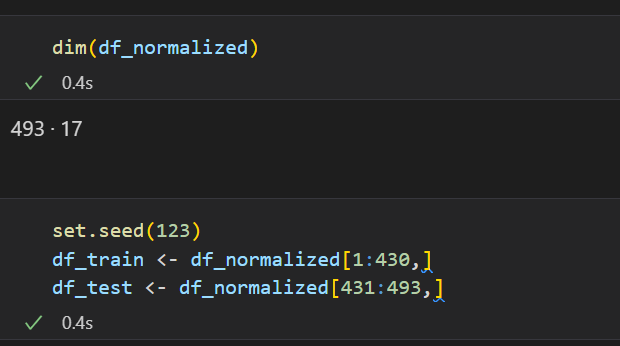 dim(df_normalized)
✓ 0.4s
493 · 17
set.seed(123)
df_train <- df_normalized[1:430,]
df_test <- df_normalized[431:493,]
✓ 0.4s